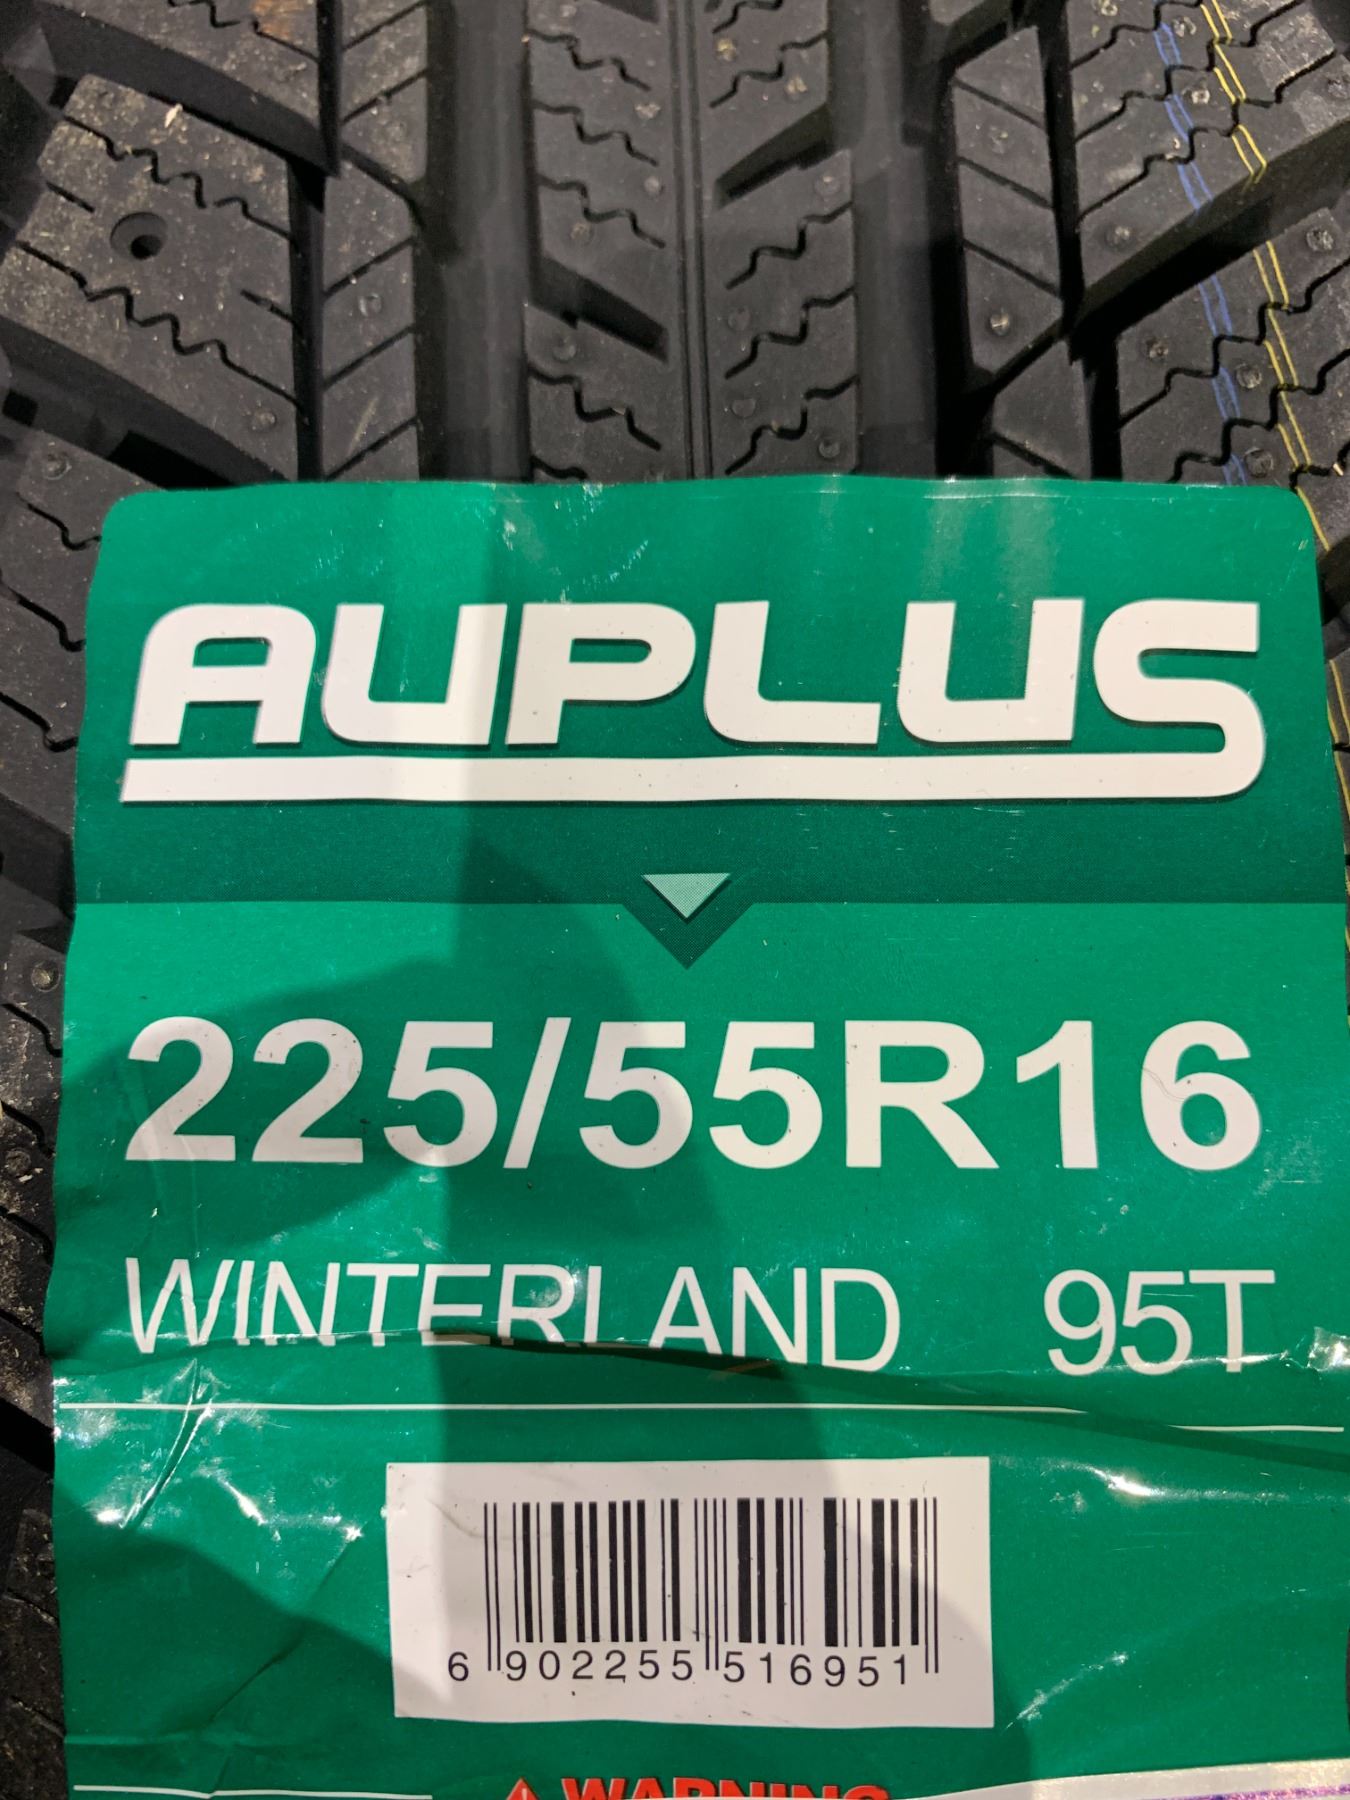 AUPLUS
225/55R16
WINTERLAND 95T
6 902255 516951
WARNING